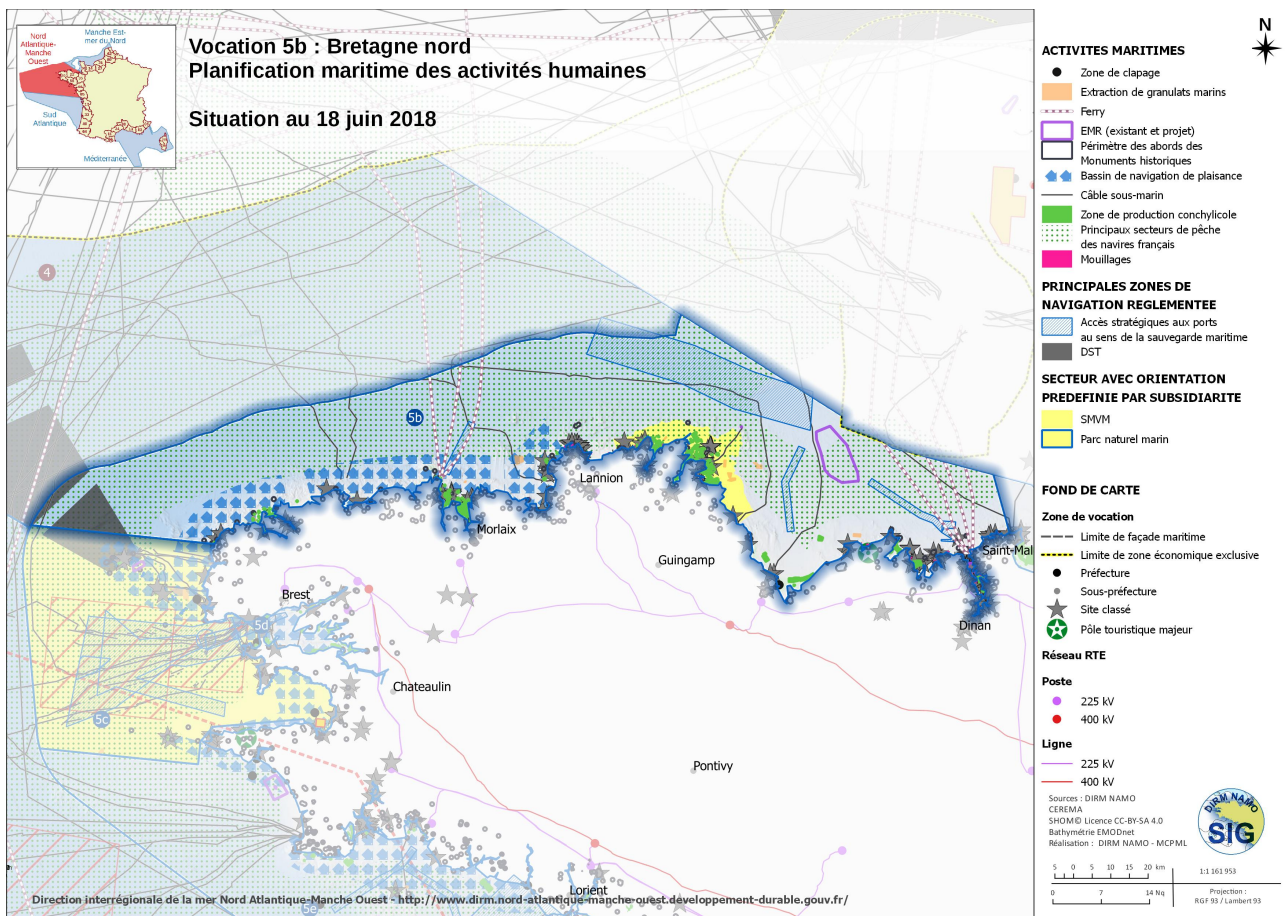 Nord
Atlantique-
Manche
Ouest
Manche Est-
mer du Nord
Sud
Atlantique
Méditerranée
Vocation 5b : Bretagne nord
Planification maritime des activités humaines
Situation au 18 juin 2018
4
5b
5c
5d
5e
Lannion
Morlaix
Guingamp
Saint-Mal
Dinan
Brest
Chateaulin
Pontivy
Lorient
Direction interrégionale de la mer Nord Atlantique-Manche Ouest - http://www.dirm.nord-atlantique-manche-ouest.developpement-durable.gouv.fr/
N
ACTIVITES MARITIMES
Zone de clapage
Extraction de granulats marins
Ferry
EMR (existant et projet)
Périmètre des abords des
Monuments historiques
Bassin de navigation de plaisance
Câble sous-marin
Zone de production conchylicole
Principaux secteurs de pêche
des navires français
Mouillages
PRINCIPALES ZONES DE
NAVIGATION REGLEMENTEE
Accès stratégiques aux ports
au sens de la sauvegarde maritime
DST
SECTEUR AVEC ORIENTATION
PREDEFINIE PAR SUBSIDIARITE
SMVM
Parc naturel marin
FOND DE CARTE
Zone de vocation
Limite de façade maritime
Limite de zone économique exclusive
Préfecture
Sous-préfecture
Site classé
Pôle touristique majeur
Réseau RTE
Poste
225 kV
400 kV
Ligne
225 kV
400 kV
Sources : DIRM NAMO
CEREMA
SHOM© Licence CC-BY-SA 4.0
Bathymétrie EMODnet
Réalisation : DIRM NAMO - MCPML
DIRM NAMO
SIG
5 0 5 10 15 20 km
0 7 14 Nq
1:1 161 953
Projection :
RGF 93 / Lambert 93